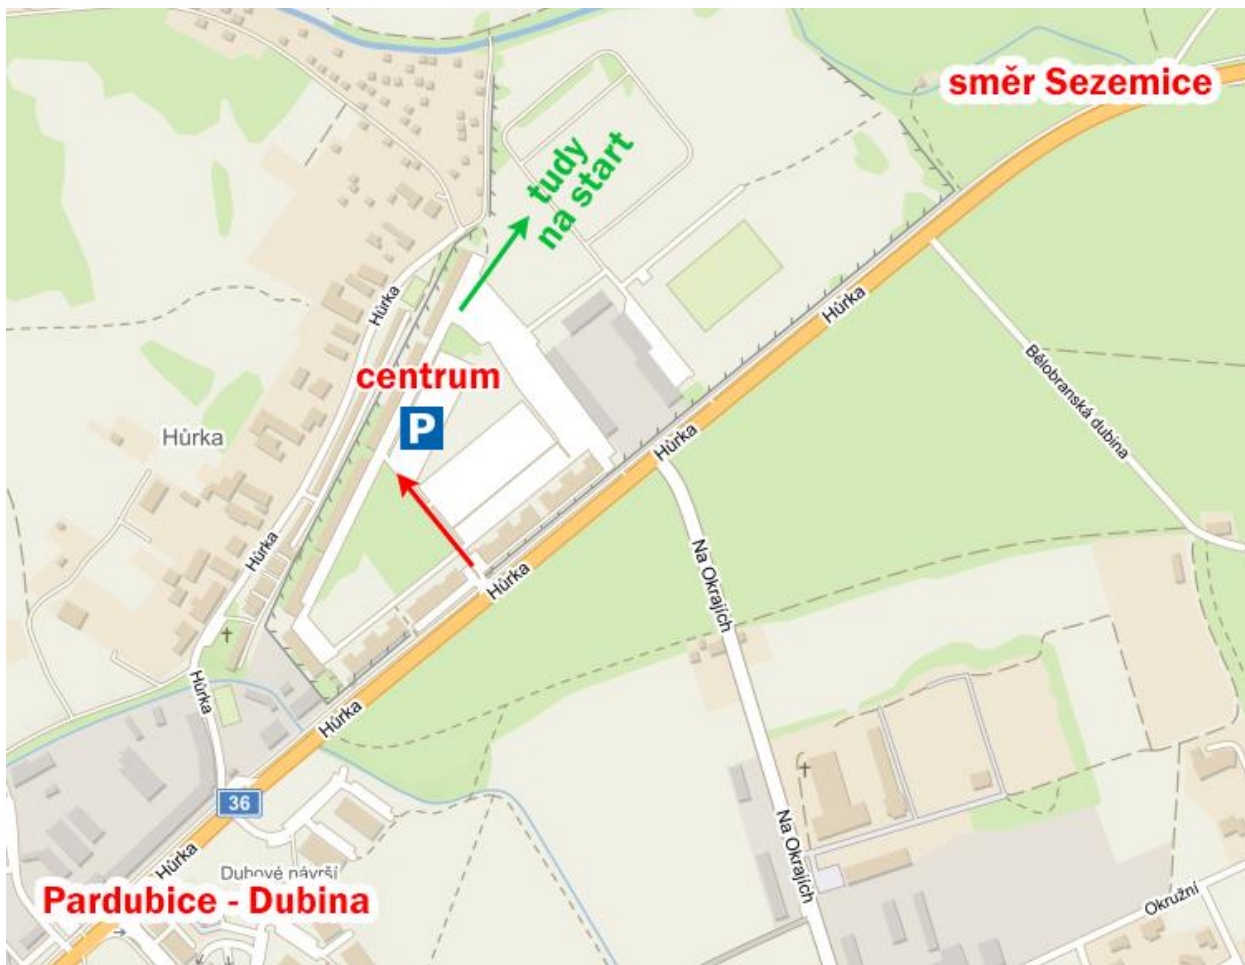 směr Sezemice
tudy
na start
Hůrka
Hůrka
centrum
P
Bělobranská dubina
Hůrka
Hůrka
Hůrka
Na Okrajích
Hůrka
Hůrka
Hůrka
36
Na Okrajích
Hůrka
Dubové návrší
Okružní
Pardubice - Dubina